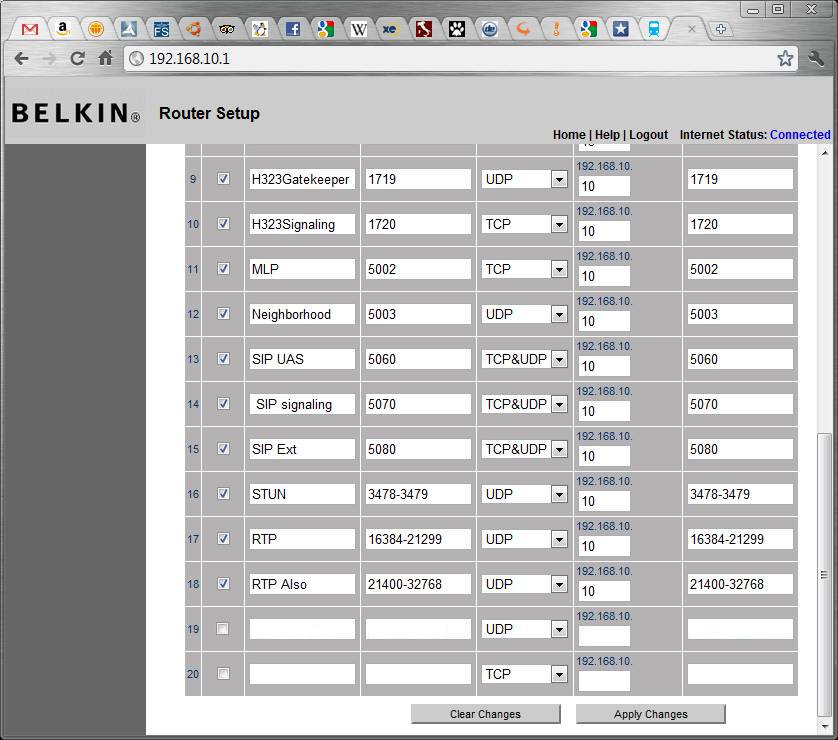 192.168.10.1
BELKIN® Router Setup
Home | Help | Logout Internet Status: Connected
9 H323Gatekeeper 1719 UDP 192.168.10. 10 1719
10 H323Signaling 1720 TCP 192.168.10. 10 1720
11 MLP 5002 TCP 192.168.10. 10 5002
12 Neighborhood 5003 UDP 192.168.10. 10 5003
13 SIP UAS 5060 TCP&UDP 192.168.10. 10 5060
14 SIP signaling 5070 TCP&UDP 192.168.10. 10 5070
15 SIP Ext 5080 TCP&UDP 192.168.10. 10 5080
16 STUN 3478-3479 UDP 192.168.10. 10 3478-3479
17 RTP 16384-21299 UDP 192.168.10. 10 16384-21299
18 RTP Also 21400-32768 UDP 192.168.10. 10 21400-32768
19 UDP 192.168.10.
20 TCP 192.168.10.
Clear Changes Apply Changes